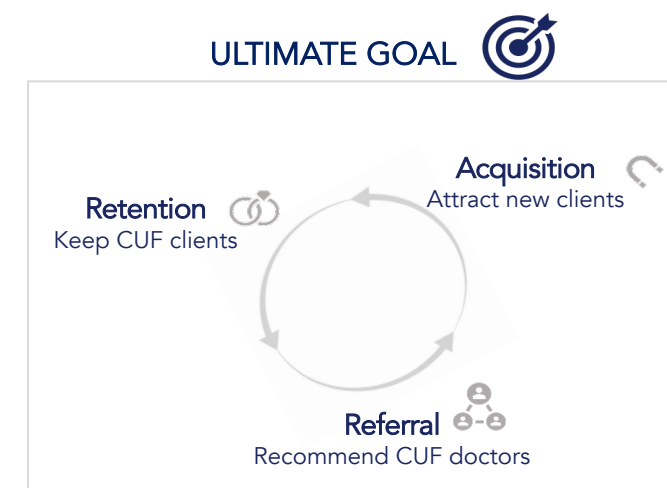 ULTIMATE GOAL
Acquisition
Attract new clients
Retention
Keep CUF clients
Referral
Recommend CUF doctors